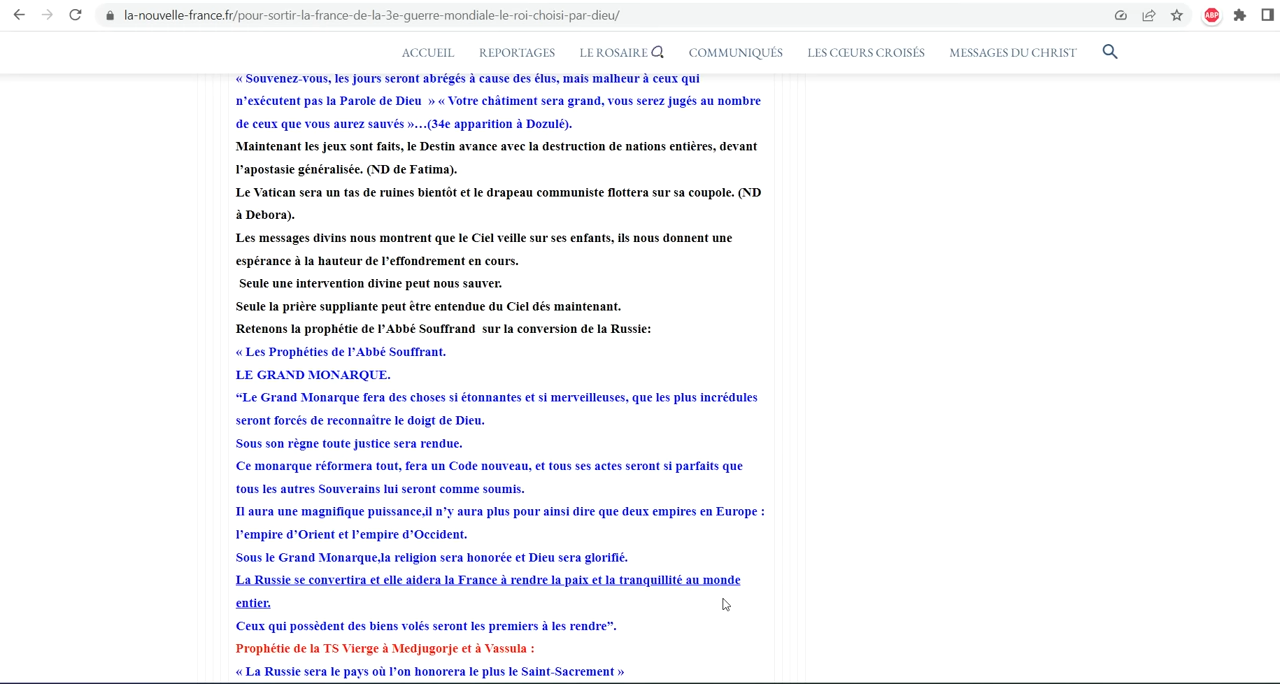 la-nouvelle-france.fr/pour-sortir-la-france-de-la-3e-guerre-mondiale-le-roi-choisi-par-dieu/
ABP
ACCUEIL REPORTAGES LE ROSAIRE COMMUNIQUÉS LES CŒURS CROISÉS MESSAGES DU CHRIST
« Souvenez-vous, les jours seront abrégés à cause des élus, mais malheur à ceux qui
n’exécutent pas la Parole de Dieu  » « Votre châtiment sera grand, vous serez jugés au nombre
de ceux que vous aurez sauvés »…(34e apparition à Dozulé).
Maintenant les jeux sont faits, le Destin avance avec la destruction de nations entières, devant
l’apostasie généralisée. (ND de Fatima).
Le Vatican sera un tas de ruines bientôt et le drapeau communiste flottera sur sa coupole. (ND
à Debora).
Les messages divins nous montrent que le Ciel veille sur ses enfants, ils nous donnent une
espérance à la hauteur de l’effondrement en cours.
Seule une intervention divine peut nous sauver.
Seule la prière suppliante peut être entendue du Ciel dés maintenant.
Retenons la prophétie de l’Abbé Souffrand  sur la conversion de la Russie:
« Les Prophéties de l’Abbé Souffrant.
LE GRAND MONARQUE.
“Le Grand Monarque fera des choses si étonnantes et si merveilleuses, que les plus incrédules
seront forcés de reconnaître le doigt de Dieu.
Sous son règne toute justice sera rendue.
Ce monarque réformera tout, fera un Code nouveau, et tous ses actes seront si parfaits que
tous les autres Souverains lui seront comme soumis.
Il aura une magnifique puissance,il n’y aura plus pour ainsi dire que deux empires en Europe :
l’empire d’Orient et l’empire d’Occident.
Sous le Grand Monarque,la religion sera honorée et Dieu sera glorifié.
La Russie se convertira et elle aidera la France à rendre la paix et la tranquillité au monde
entier.
Ceux qui possèdent des biens volés seront les premiers à les rendre”.
Prophétie de la TS Vierge à Medjugorje et à Vassula :
« La Russie sera le pays où l’on honorera le plus le Saint-Sacrement »